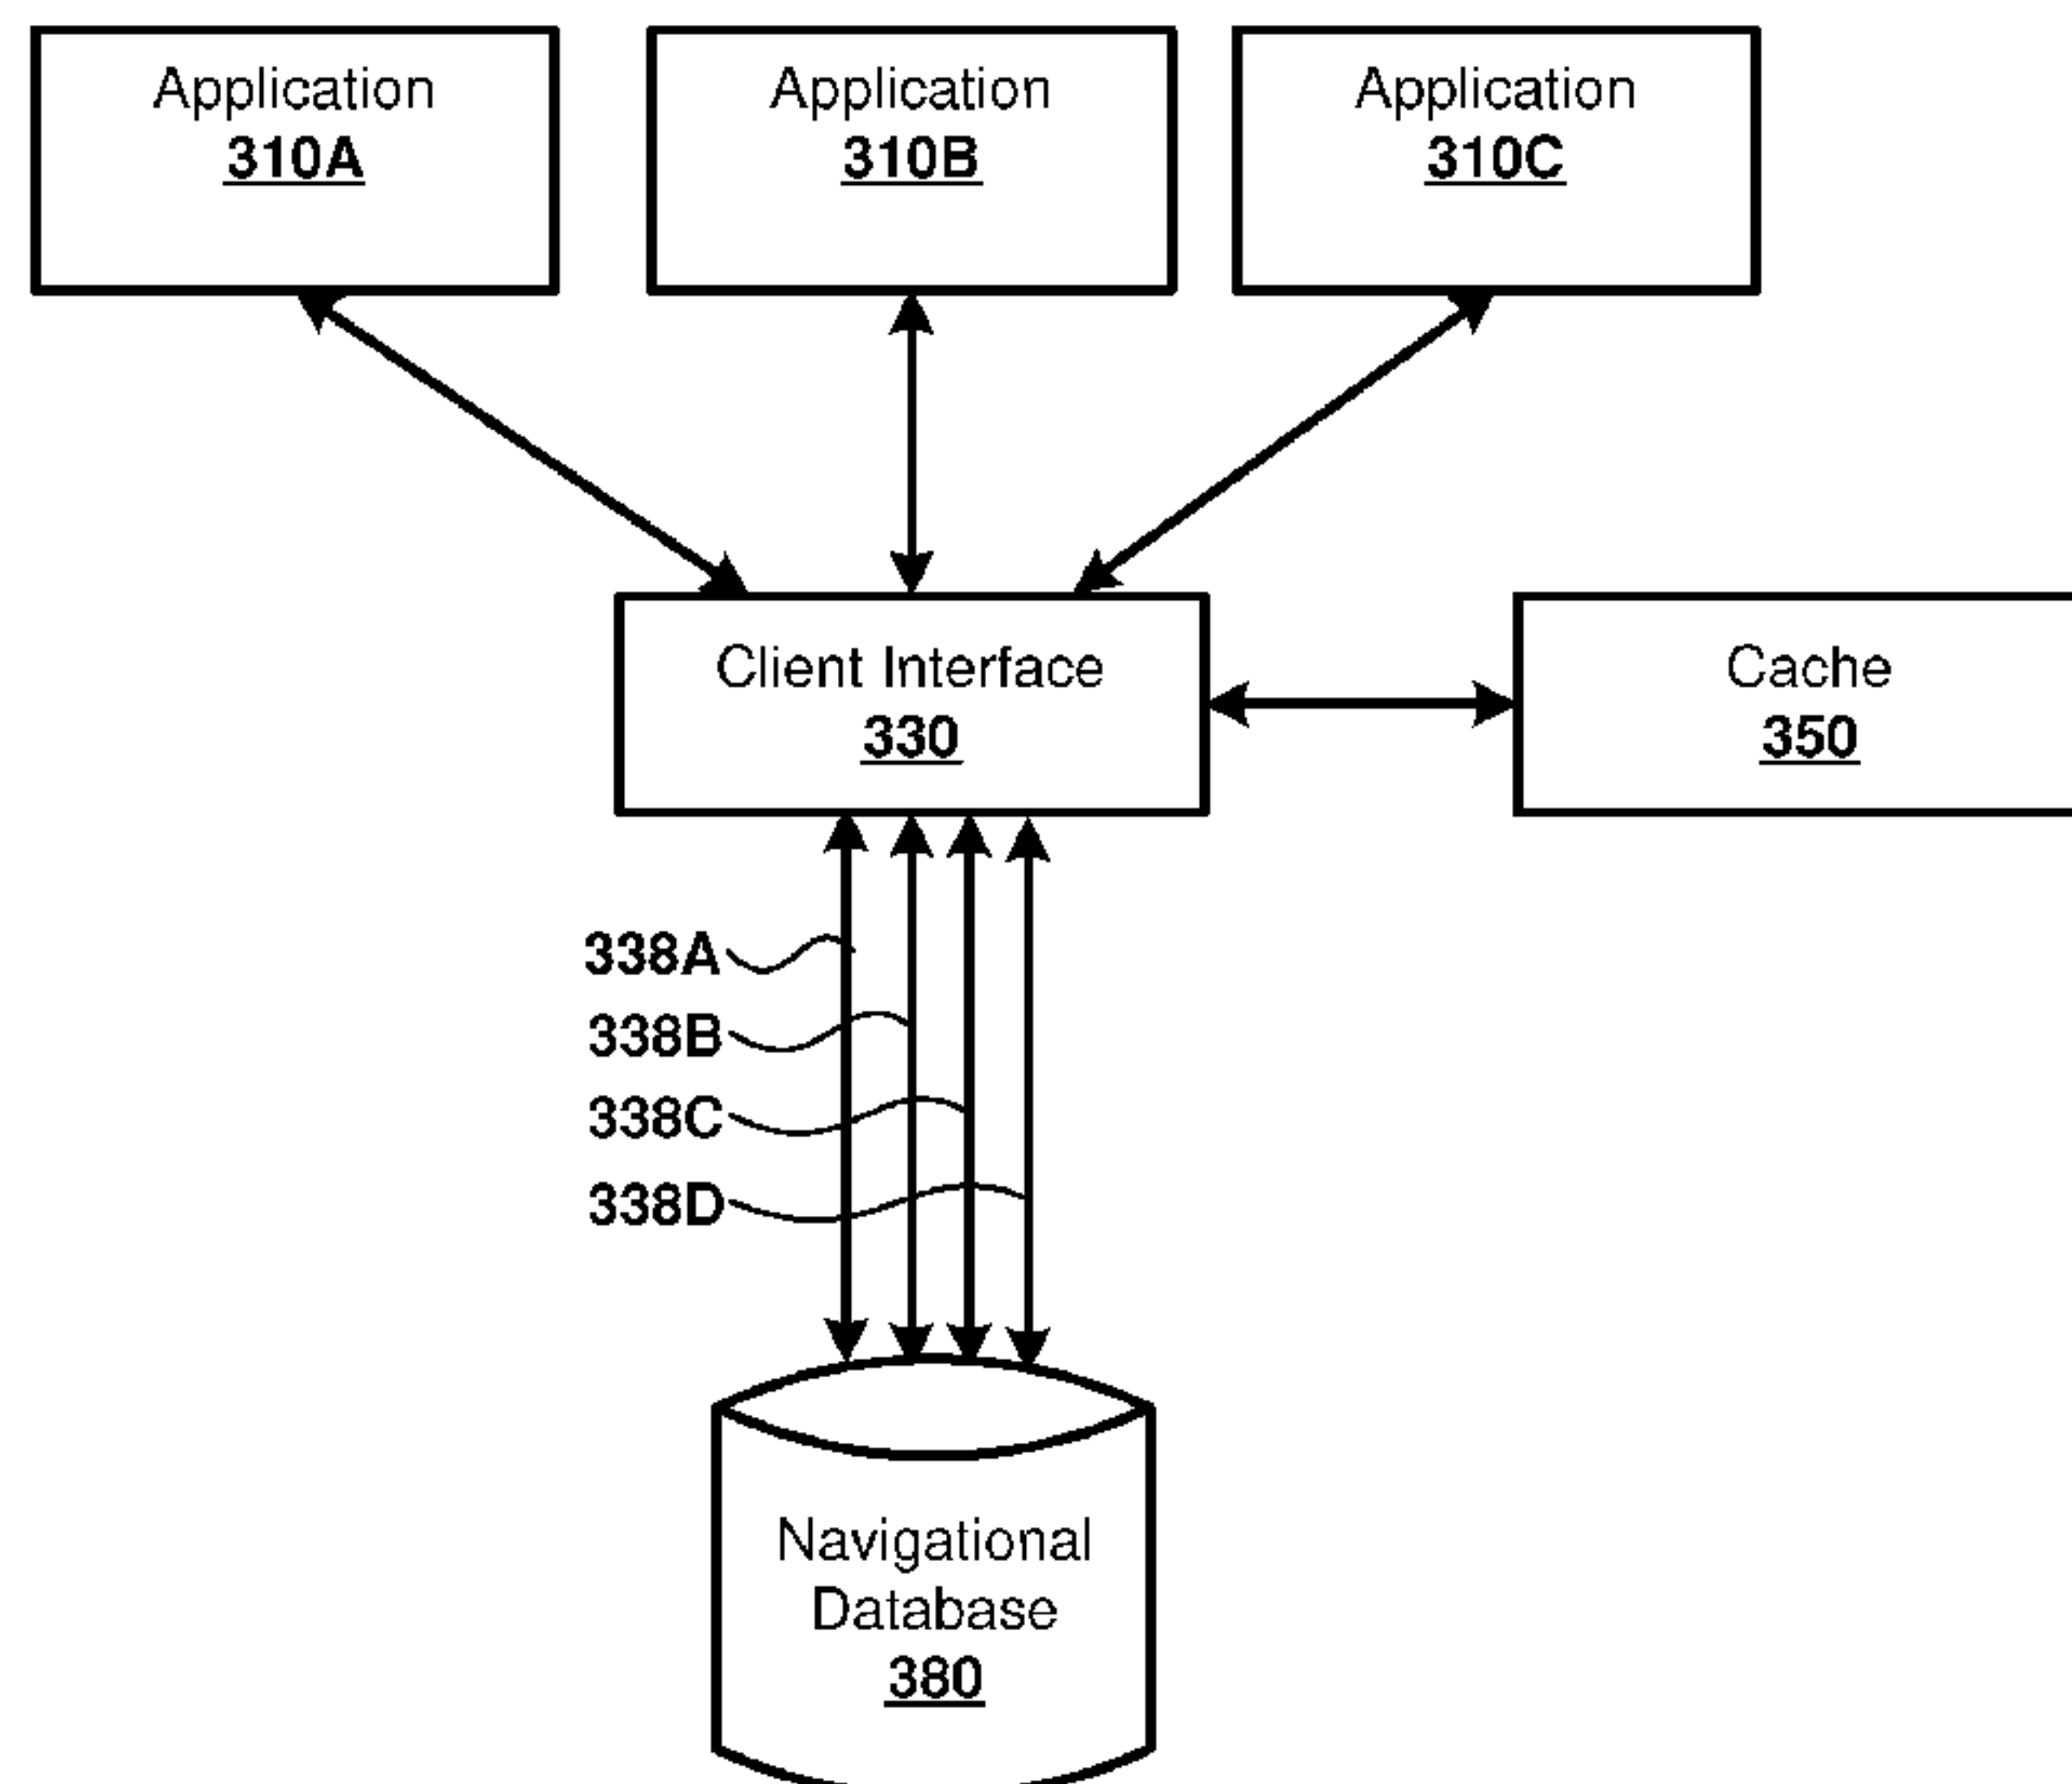 Application
310A
Application
310B
Application
310C
Client Interface
330
Cache
350
338A
338B
338C
338D
Navigational
Database
380